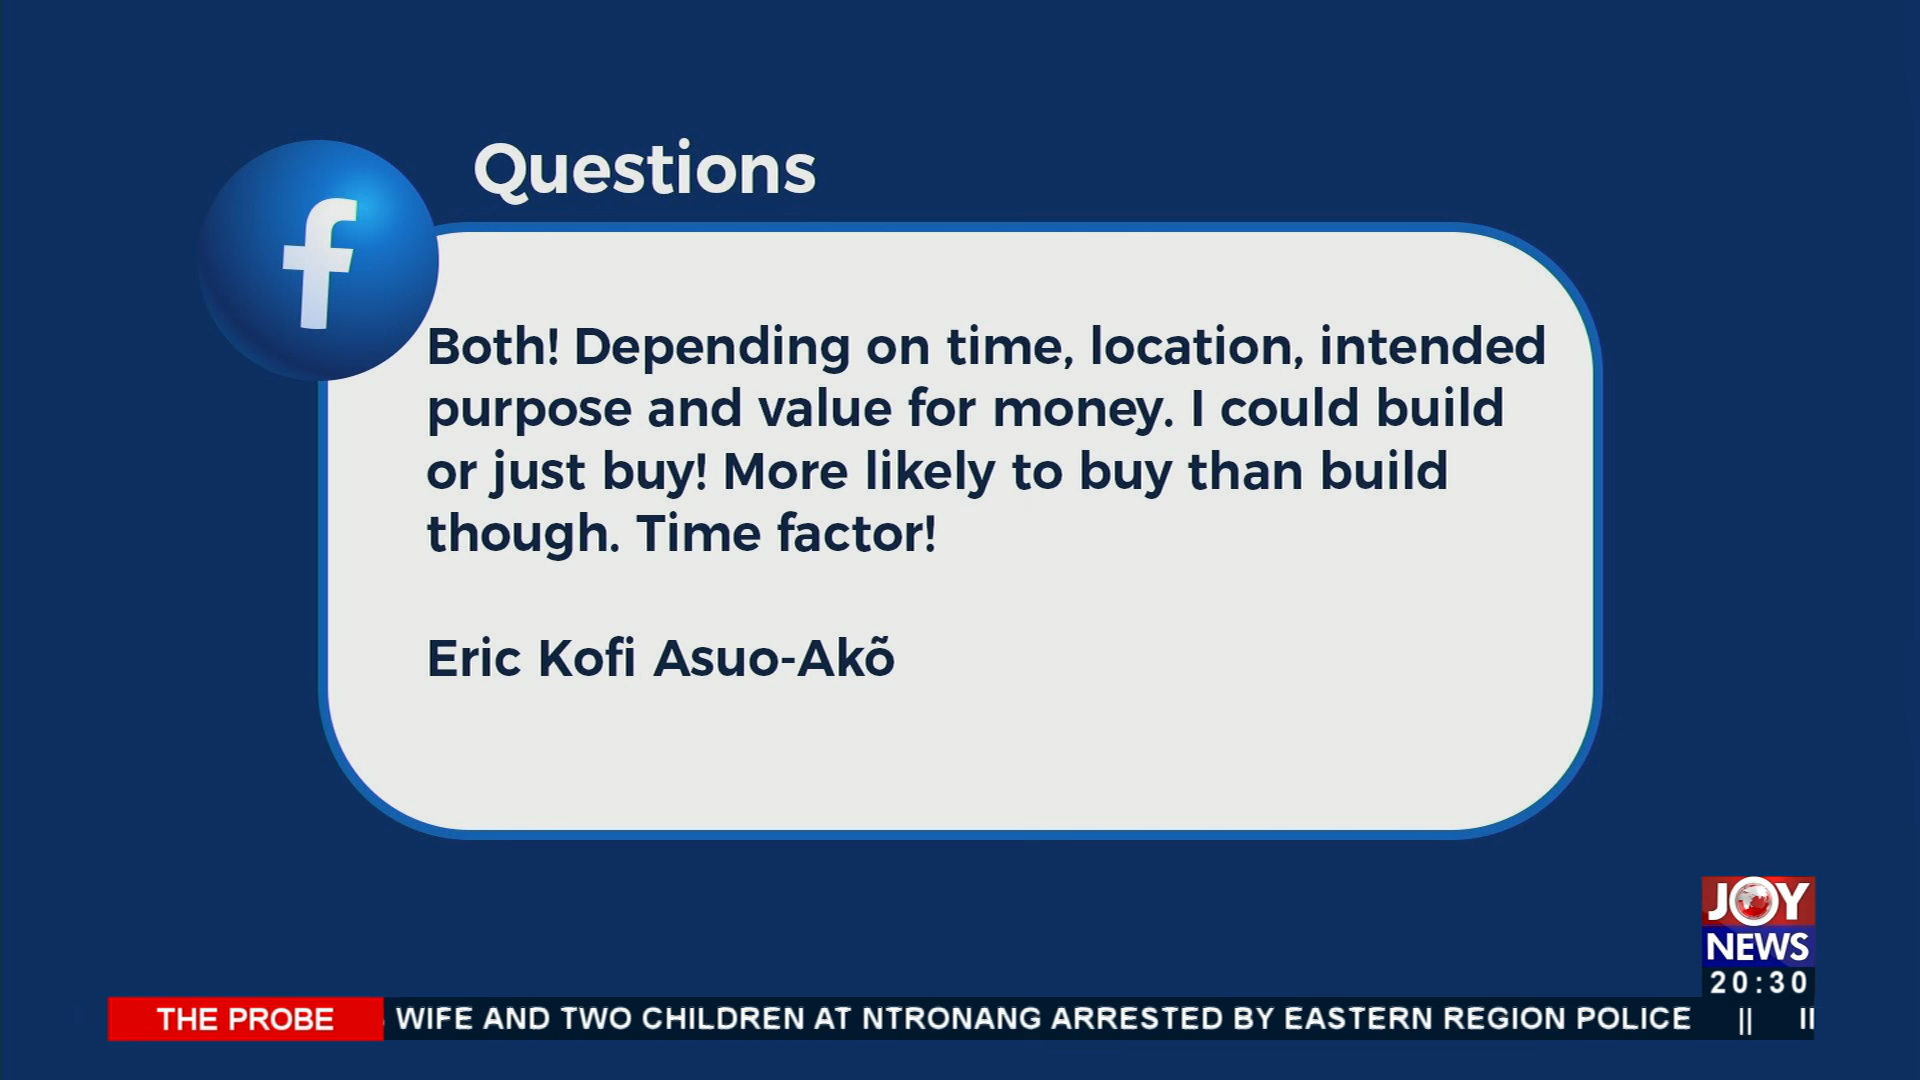 Questions
Both! Depending on time, location, intended
purpose and value for money. I could build
or just buy! More likely to buy than build
though. Time factor!
Eric Kofi Asuo-Akõ
JOY
NEWS
20:30
THE PROBE
WIFE AND TWO CHILDREN AT NTRONANG ARRESTED BY EASTERN REGION POLICE || ||